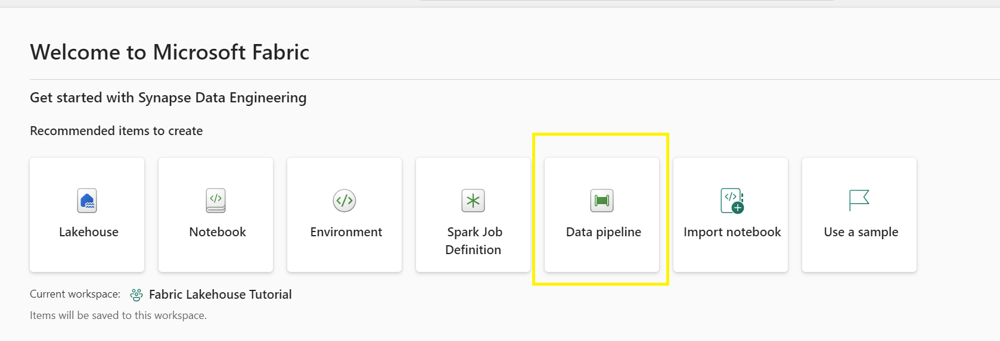 Welcome to Microsoft Fabric
Get started with Synapse Data Engineering
Recommended items to create
Lakehouse
Notebook
Environment
Spark Job
Definition
Data pipeline
Import notebook
Use a sample
Current workspace: Fabric Lakehouse Tutorial
Items will be saved to this workspace.